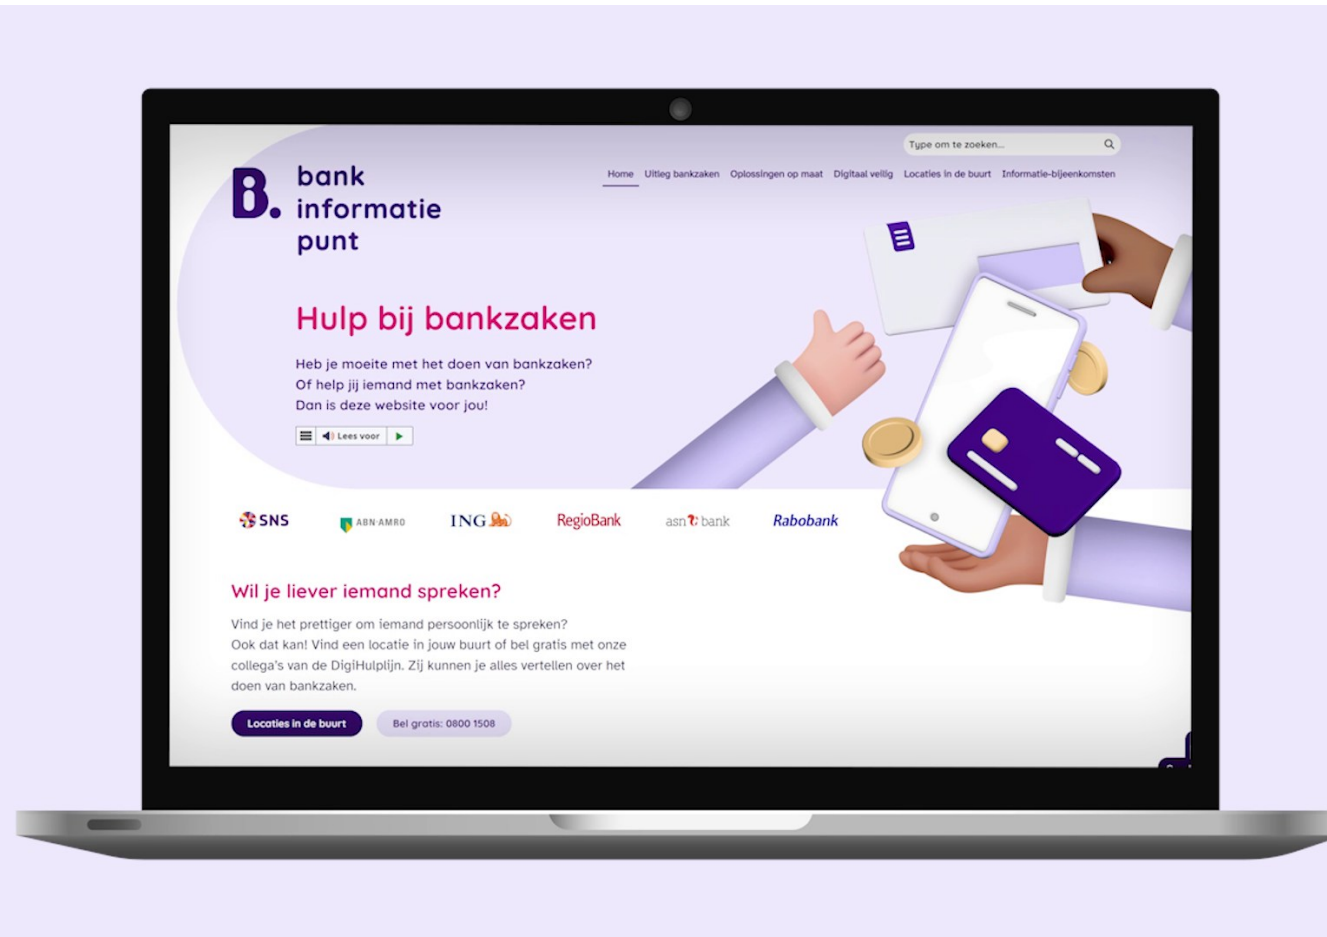 Type om te zoeken...
Home Uitleg bankzaken Oplossingen op maat Digitaal veilig Locaties in de buurt Informatie-bijeenkomsten
B. bank
informatie
punt
Hulp bij bankzaken
Heb je moeite met het doen van bankzaken?
Of help jij iemand met bankzaken?
Dan is deze website voor jou!
Lees voor
SNS ABN·AMRO ING RegioBank asn bank Rabobank
Wil je liever iemand spreken?
Vind je het prettiger om iemand persoonlijk te spreken?
Ook dat kan! Vind een locatie in jouw buurt of bel gratis met onze
collega's van de DigiHulplijn. Zij kunnen je alles vertellen over het
doen van bankzaken.
Locaties in de buurt Bel gratis: 0800 1508